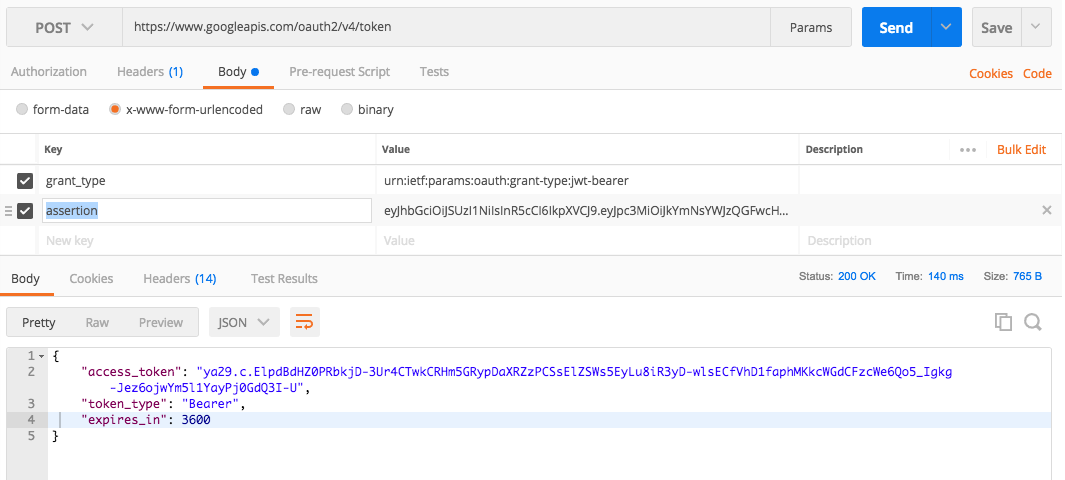 POST https://www.googleapis.com/oauth2/v4/token Params Send Save
Authorization Headers (1) Body Pre-request Script Tests Cookies Code
form-data x-www-form-urlencoded raw binary
Key Value Description ••• Bulk Edit
grant_type urn:ietf:params:oauth:grant-type:jwt-bearer
assertion eyJhbGciOiJSUzI1NiIsInR5cCI6IkpXVCJ9.eyJpc3MiOiJkYmNsYWJzQGFwcH...
New key Value Description
Body Cookies Headers (14) Test Results Status: 200 OK Time: 140 ms Size: 765 B
Pretty Raw Preview JSON
1 {
2 "access_token": "ya29.c.ElpdBdHZ0PRbkjD-3Ur4CTwkCRHm5GRypDaXRZzPCSsElZSWs5EyLu8iR3yD-wlsECfVhD1faphMKkcWGdCFzcWe6Qo5_Igkg
-Jez6ojwYm5l1YayPj0GdQ3I-U",
3 "token_type": "Bearer",
4 "expires_in": 3600
5 }